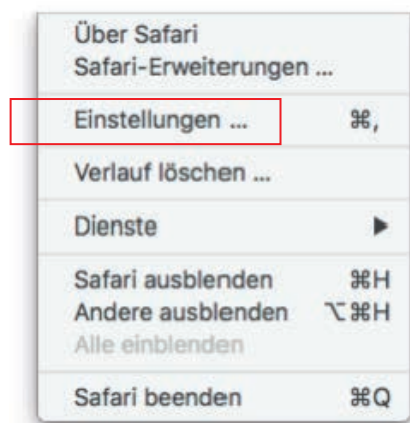 Über Safari
Safari-Erweiterungen ...
Einstellungen ... ⌘,
Verlauf löschen ...
Dienste ▶
Safari ausblenden ⌘H
Andere ausblenden ⌥⌘H
Alle einblenden
Safari beenden ⌘Q